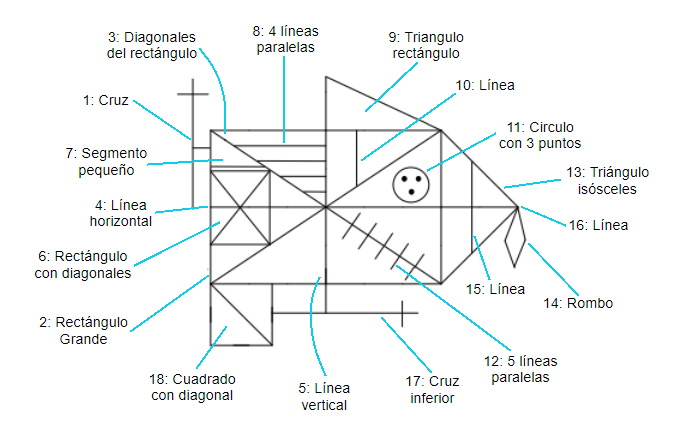 3: Diagonales
del rectángulo
8: 4 líneas
paralelas
9: Triangulo
rectángulo
1: Cruz
10: Línea
11: Circulo
con 3 puntos
7: Segmento
pequeño
13: Triángulo
isósceles
4: Línea
horizontal
16: Línea
6: Rectángulo
con diagonales
15: Línea
14: Rombo
2: Rectángulo
Grande
12: 5 líneas
paralelas
18: Cuadrado
con diagonal
5: Línea
vertical
17: Cruz
inferior